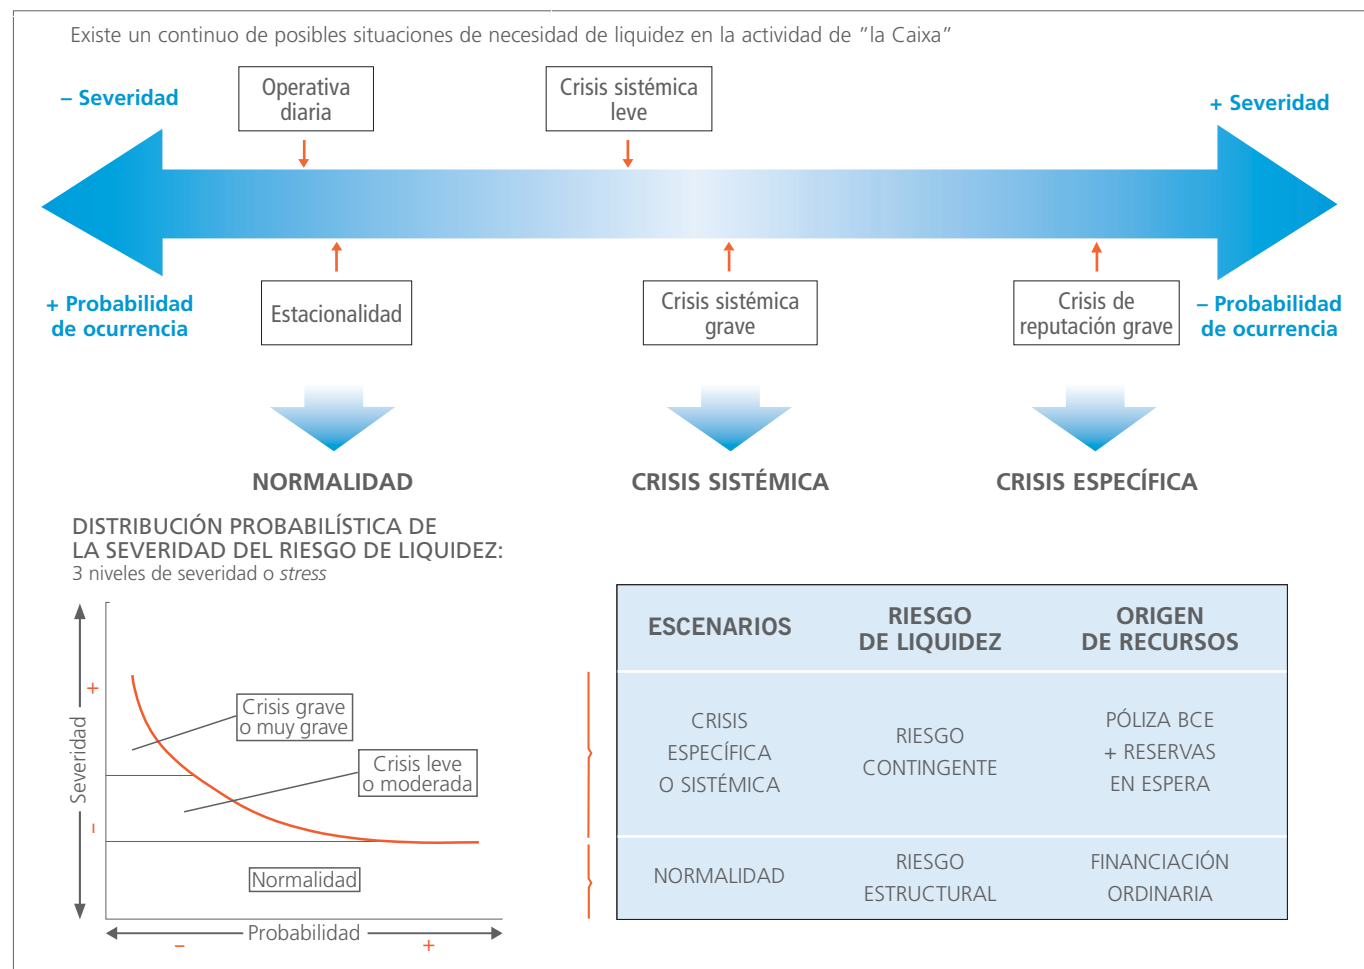 Existe un continuo de posibles situaciones de necesidad de liquidez en la actividad de "la Caixa"
– Severidad
Operativa
diaria
Crisis sistémica
leve
+ Severidad
+ Probabilidad
de ocurrencia
Estacionalidad
Crisis sistémica
grave
Crisis de
reputación grave
– Probabilidad
de ocurrencia
NORMALIDAD
CRISIS SISTÉMICA
CRISIS ESPECÍFICA
DISTRIBUCIÓN PROBABILÍSTICA DE
LA SEVERIDAD DEL RIESGO DE LIQUIDEZ:
3 niveles de severidad o stress
+
Severidad
–
Crisis grave
o muy grave
Crisis leve
o moderada
Normalidad
Probabilidad
– +
ESCENARIOS
RIESGO
DE LIQUIDEZ
ORIGEN
DE RECURSOS
CRISIS
ESPECÍFICA
O SISTÉMICA
RIESGO
CONTINGENTE
PÓLIZA BCE
+ RESERVAS
EN ESPERA
NORMALIDAD
RIESGO
ESTRUCTURAL
FINANCIACIÓN
ORDINARIA